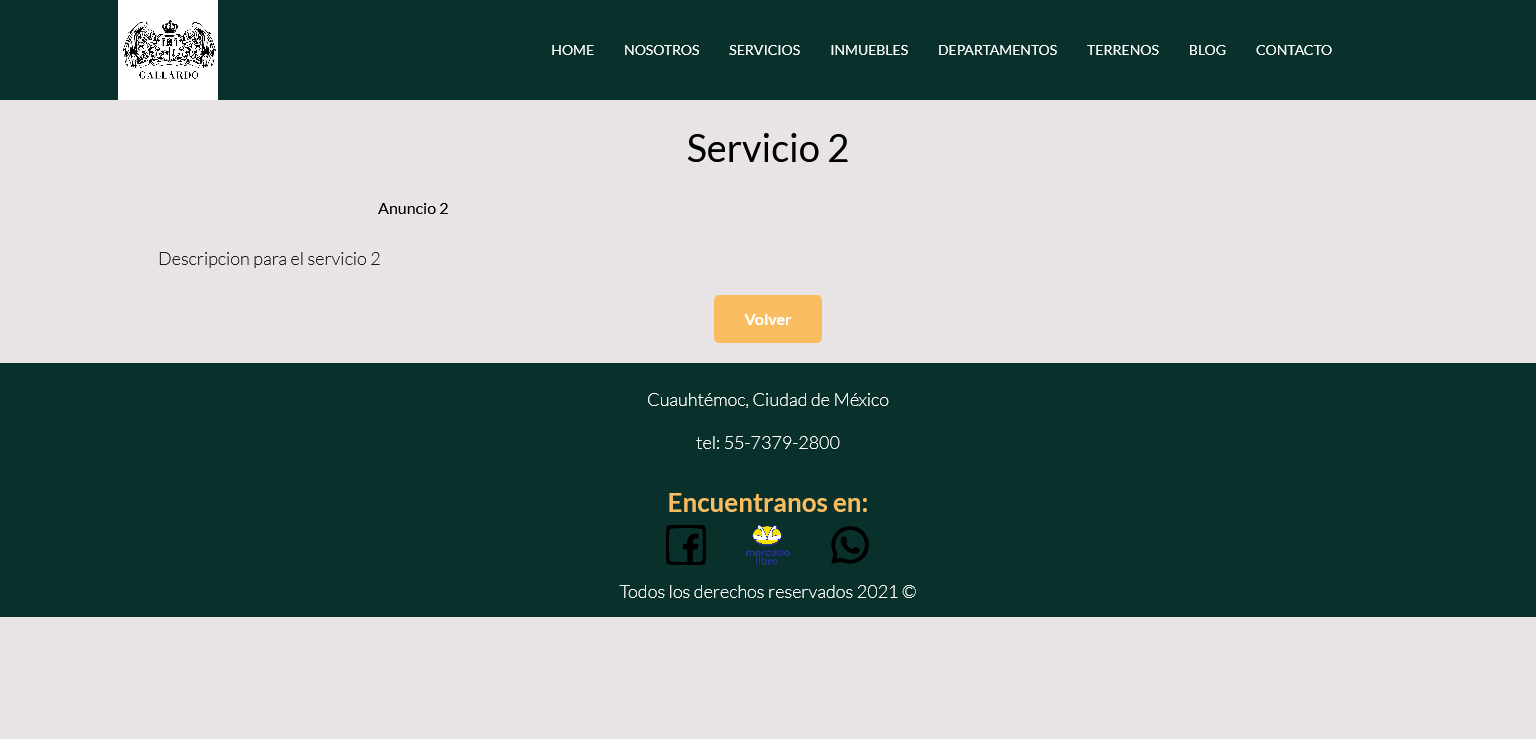 GALLARDO
HOME NOSOTROS SERVICIOS INMUEBLES DEPARTAMENTOS TERRENOS BLOG CONTACTO
Servicio 2
Anuncio 2
Descripcion para el servicio 2
Volver
Cuauhtémoc, Ciudad de México
tel: 55-7379-2800
Encuentranos en:
mercado
libre
Todos los derechos reservados 2021 ©